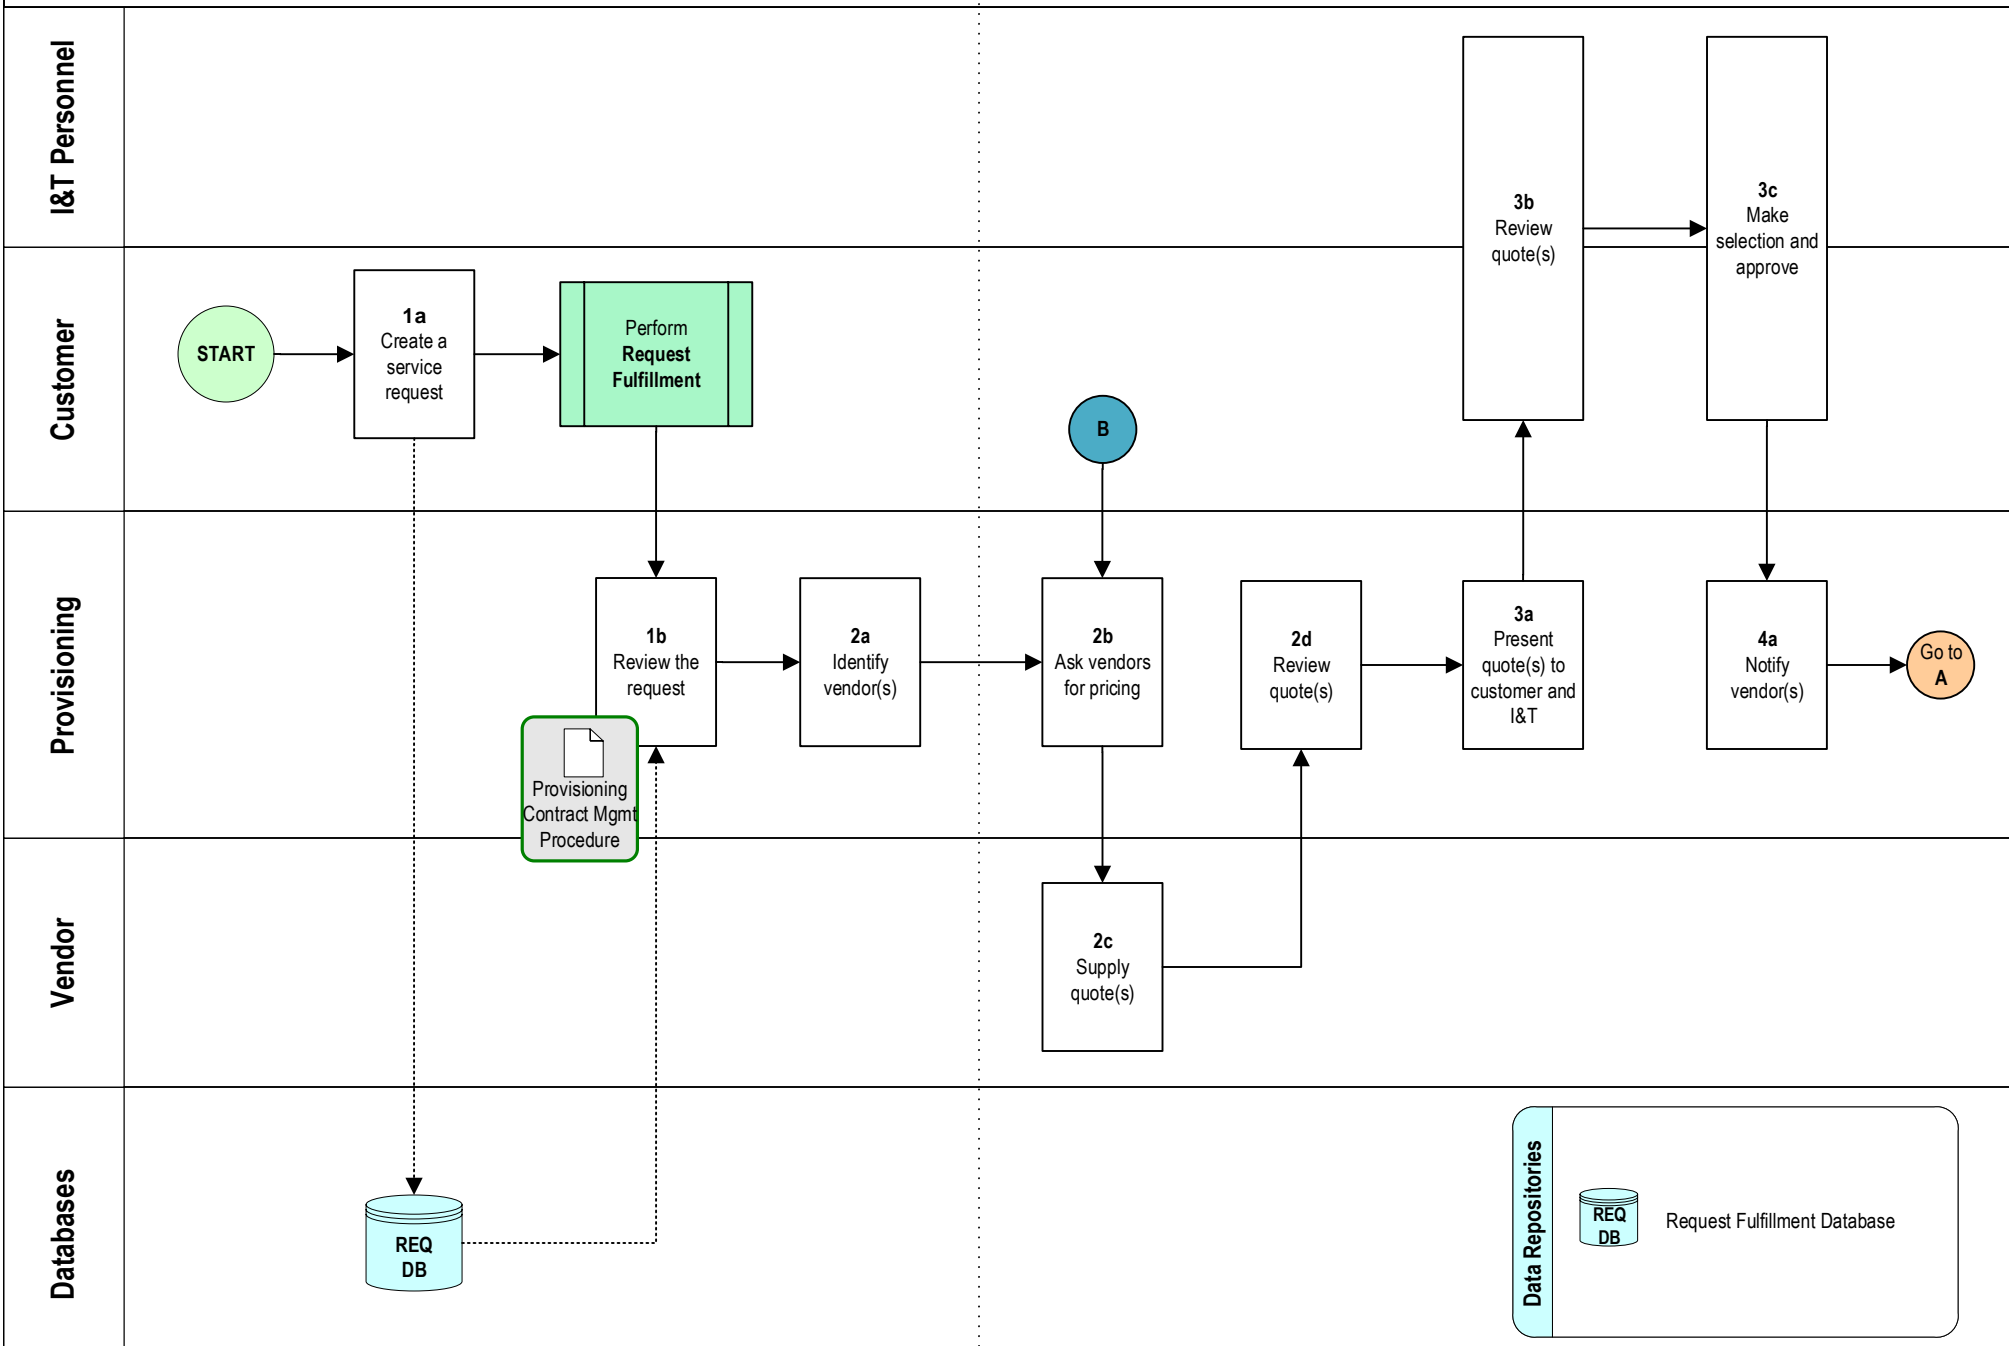 I&T Personnel
3b
Review
quote(s)
3c
Make
selection and
approve
Customer
START
1a
Create a
service
request
Perform
Request
Fulfillment
B
Provisioning
1b
Review the
request
Provisioning
Contract Mgmt
Procedure
2a
Identify
vendor(s)
2b
Ask vendors
for pricing
2d
Review
quote(s)
3a
Present
quote(s) to
customer and
I&T
4a
Notify
vendor(s)
Go to
A
Vendor
2c
Supply
quote(s)
Databases
REQ
DB
Data Repositories
REQ
DB
Request Fulfillment Database